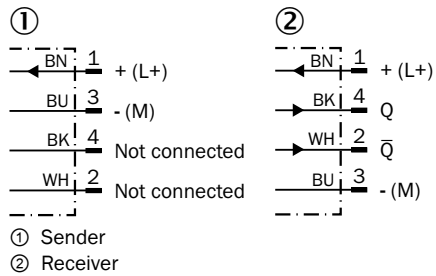 ① ②
BN 1 + (L+)
BU 3 - (M)
BK 4 Not connected
WH 2 Not connected
BN 1 + (L+)
BK 4 Q
WH 2 Q̅
BU 3 - (M)
① Sender
② Receiver